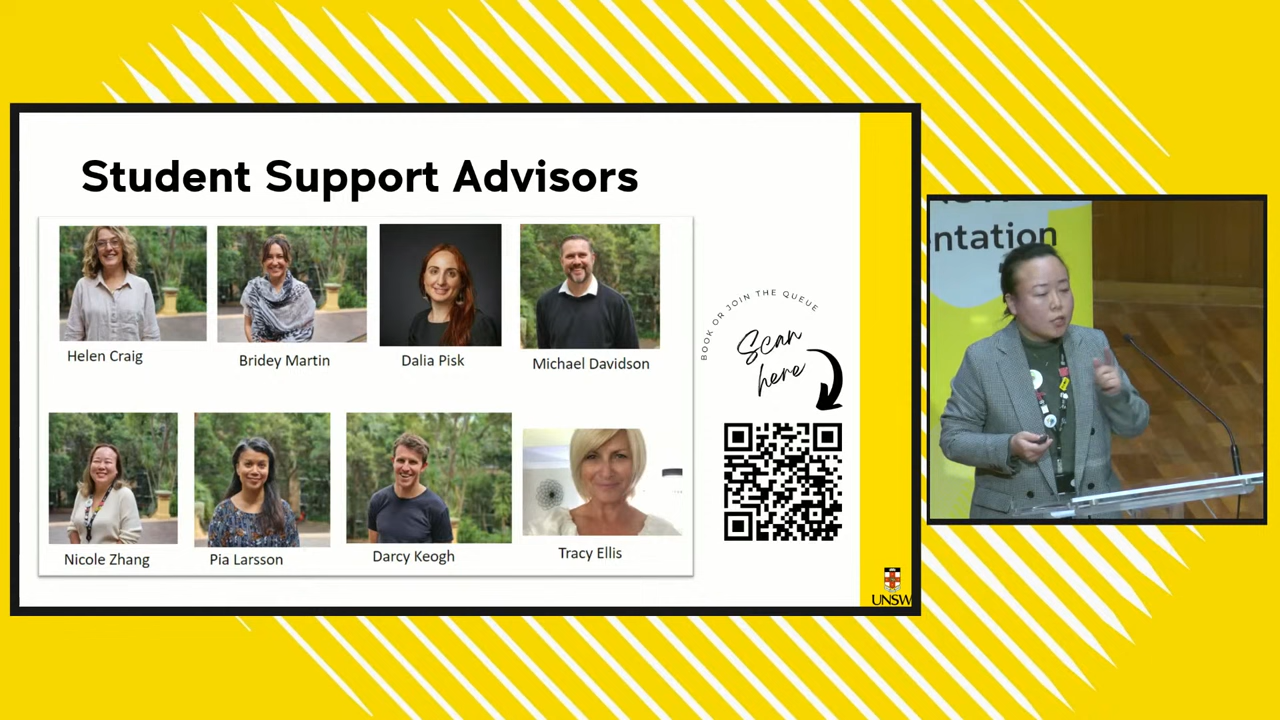 Student Support Advisors
Helen Craig
Bridey Martin
Dalia Pisk
Michael Davidson
Nicole Zhang
Pia Larsson
Darcy Keogh
Tracy Ellis
BOOK OR JOIN THE QUEUE
Scan
here
UNSW
ntation